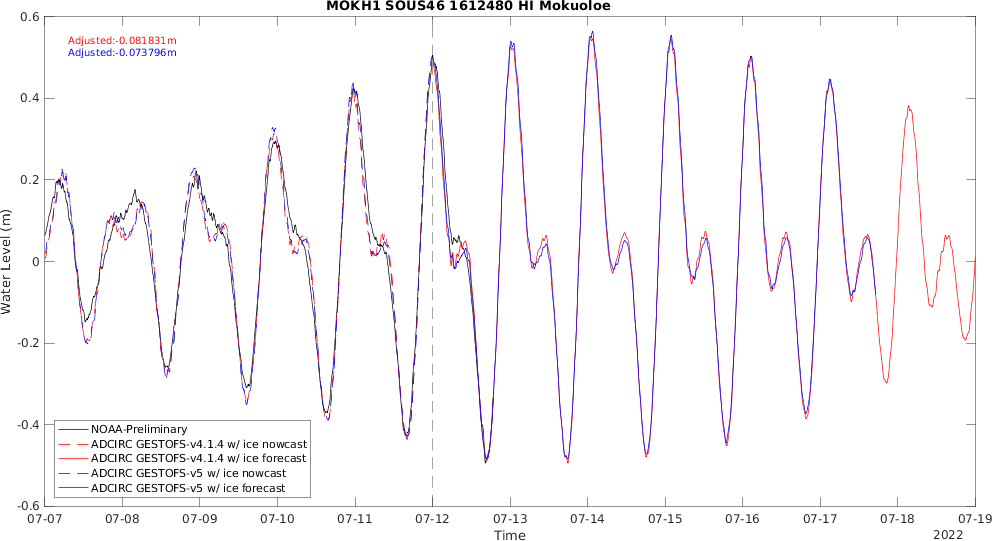 MOKH1 SOUS46 1612480 HI Mokuoloe
Adjusted:-0.081831m
Adjusted:-0.073796m
Water Level (m)
0.6
0.4
0.2
0
-0.2
-0.4
-0.6
NOAA-Preliminary
ADCIRC GESTOFS-v4.1.4 w/ ice nowcast
ADCIRC GESTOFS-v4.1.4 w/ ice forecast
ADCIRC GESTOFS-v5 w/ ice nowcast
ADCIRC GESTOFS-v5 w/ ice forecast
07-07 07-08 07-09 07-10 07-11 07-12 07-13 07-14 07-15 07-16 07-17 07-18 07-19
Time
2022